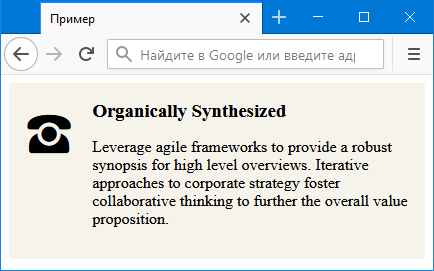 Пример
Найдите в Google или введите адр
Organically Synthesized
Leverage agile frameworks to provide a robust
synopsis for high level overviews. Iterative
approaches to corporate strategy foster
collaborative thinking to further the overall value
proposition.